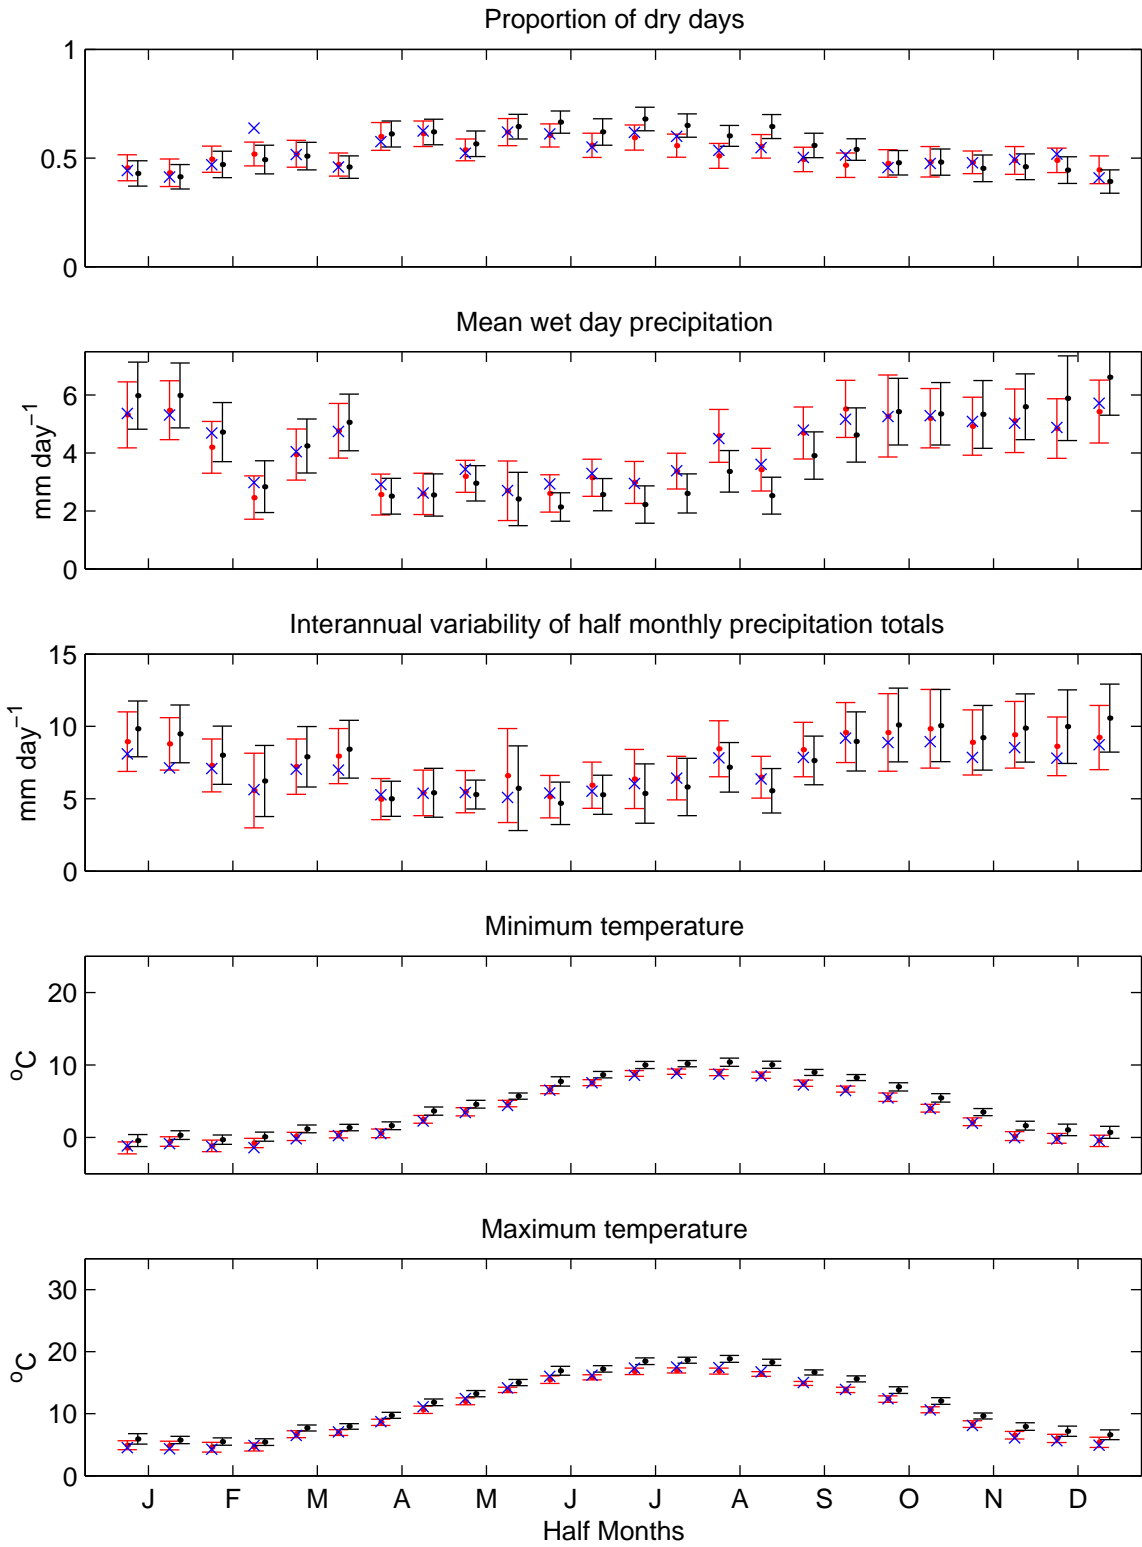 Proportion of dry days
1
0.5
0
Mean wet day precipitation
6
4
2
0
mm day⁻¹
Interannual variability of half monthly precipitation totals
15
10
5
0
mm day⁻¹
Minimum temperature
20
10
0
ºC
Maximum temperature
30
20
10
0
ºC
J F M A M J J A S O N D
Half Months